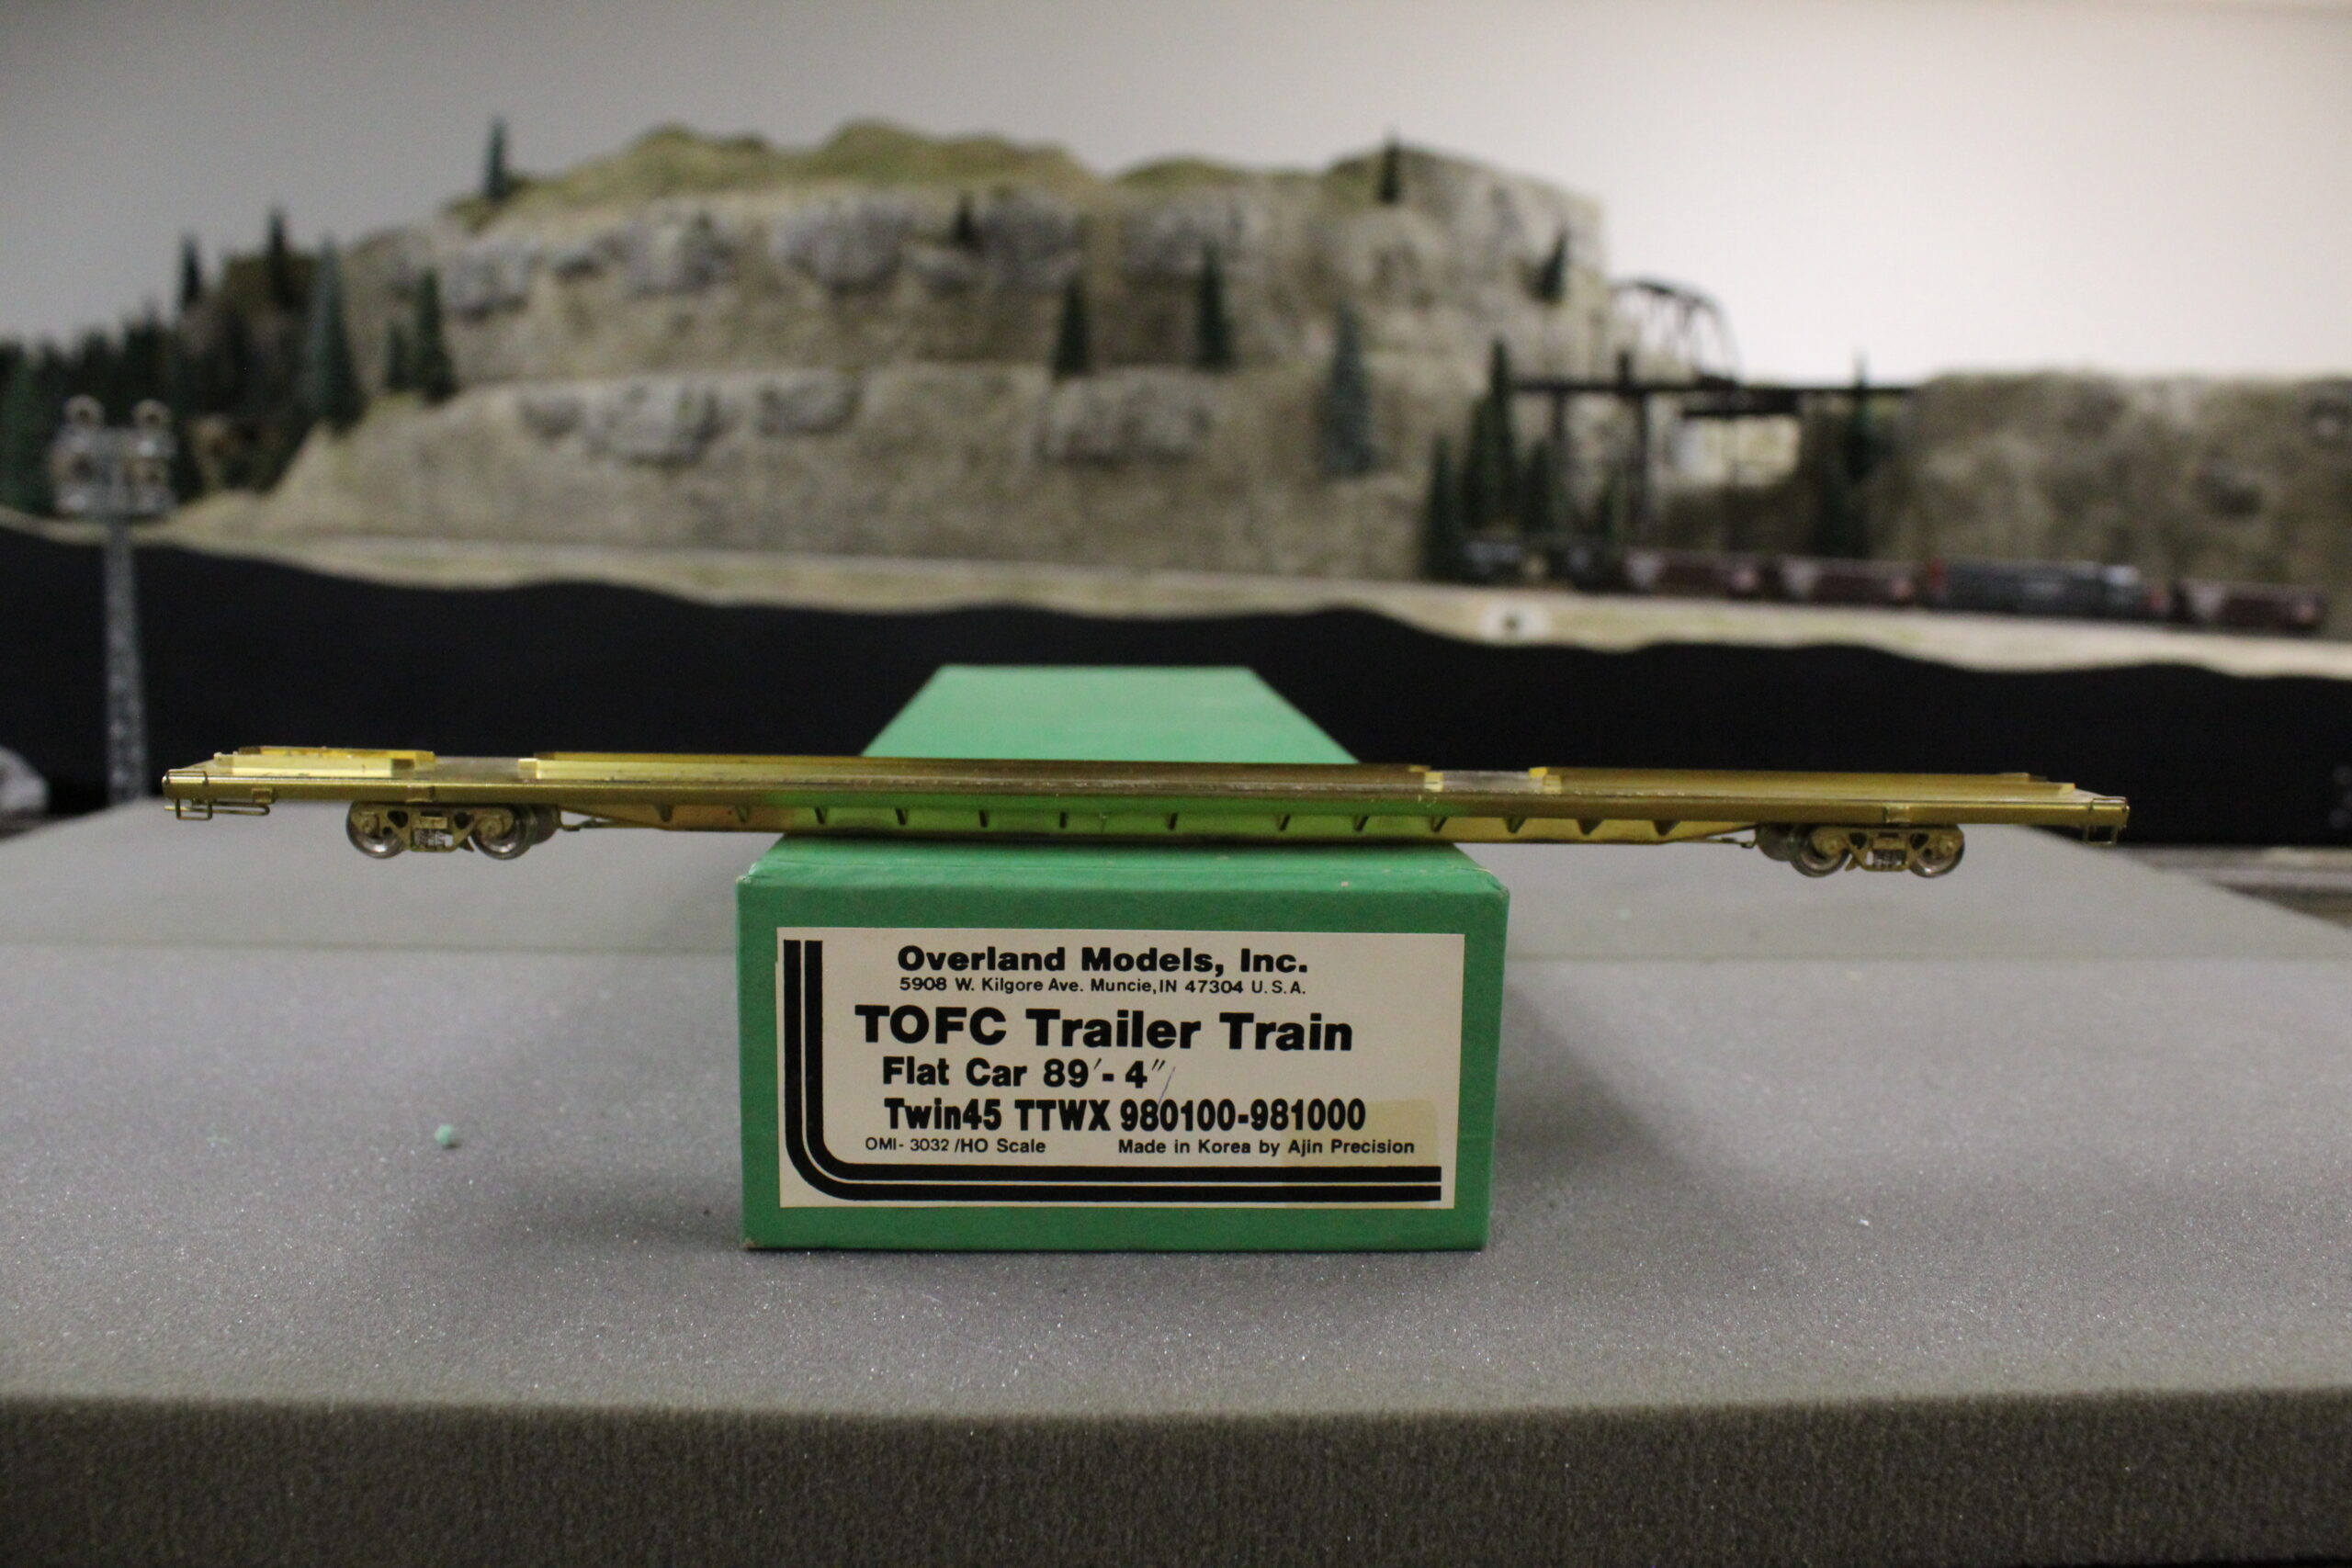 Overland Models, Inc.
5908 W. Kilgore Ave. Muncie, IN 47304 U.S.A.
TOFC Trailer Train
Flat Car 89'-4"
Twin45 TTWX 980100-981000
OMI-3032/HO Scale Made in Korea by Ajin Precision